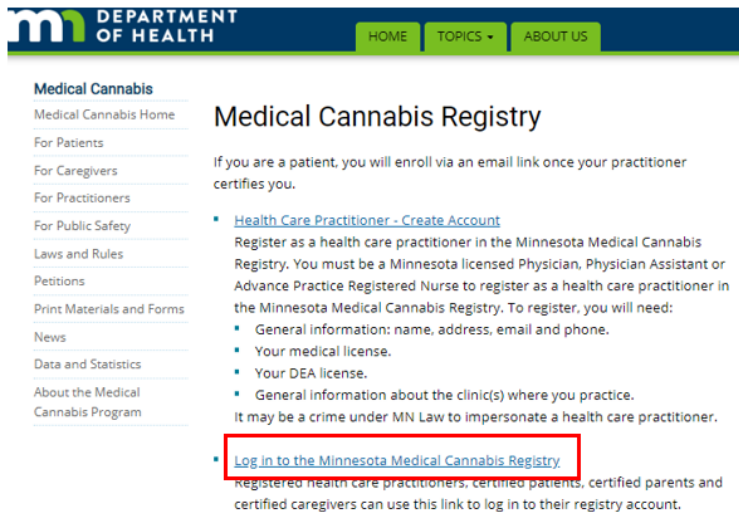 mn DEPARTMENT
OF HEALTH
HOME TOPICS ABOUT US
Medical Cannabis
Medical Cannabis Home
For Patients
For Caregivers
For Practitioners
For Public Safety
Laws and Rules
Petitions
Print Materials and Forms
News
Data and Statistics
About the Medical
Cannabis Program
Medical Cannabis Registry
If you are a patient, you will enroll via an email link once your practitioner
certifies you.
Health Care Practitioner - Create Account
Register as a health care practitioner in the Minnesota Medical Cannabis
Registry. You must be a Minnesota licensed Physician, Physician Assistant or
Advance Practice Registered Nurse to register as a health care practitioner in
the Minnesota Medical Cannabis Registry. To register, you will need:
General information: name, address, email and phone.
Your medical license.
Your DEA license.
General information about the clinic(s) where you practice.
It may be a crime under MN Law to impersonate a health care practitioner.
Log in to the Minnesota Medical Cannabis Registry
Registered health care practitioners, certified patients, certified parents and
certified caregivers can use this link to log in to their registry account.